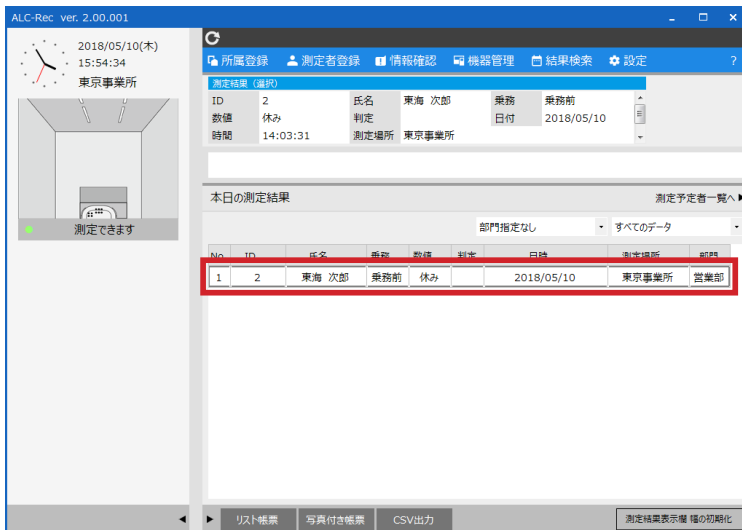 ALC-Rec ver. 2.00.001
2018/05/10(木)
15:54:34
東京事業所
測定できます
所属登録 測定者登録 情報確認 機器管理 結果検索 設定 ?
測定結果（選択）
ID 2 氏名 東海 次郎 乗務 乗務前
数値 休み 判定 日付 2018/05/10
時間 14:03:31 測定場所 東京事業所
本日の測定結果 測定予定者一覧へ
部門指定なし すべてのデータ
No ID 氏名 乗務 数値 判定 日時 測定場所 部門
1 2 東海 次郎 乗務前 休み 2018/05/10 東京事業所 営業部
リスト帳票 写真付き帳票 CSV出力 測定結果表示欄 幅の初期化